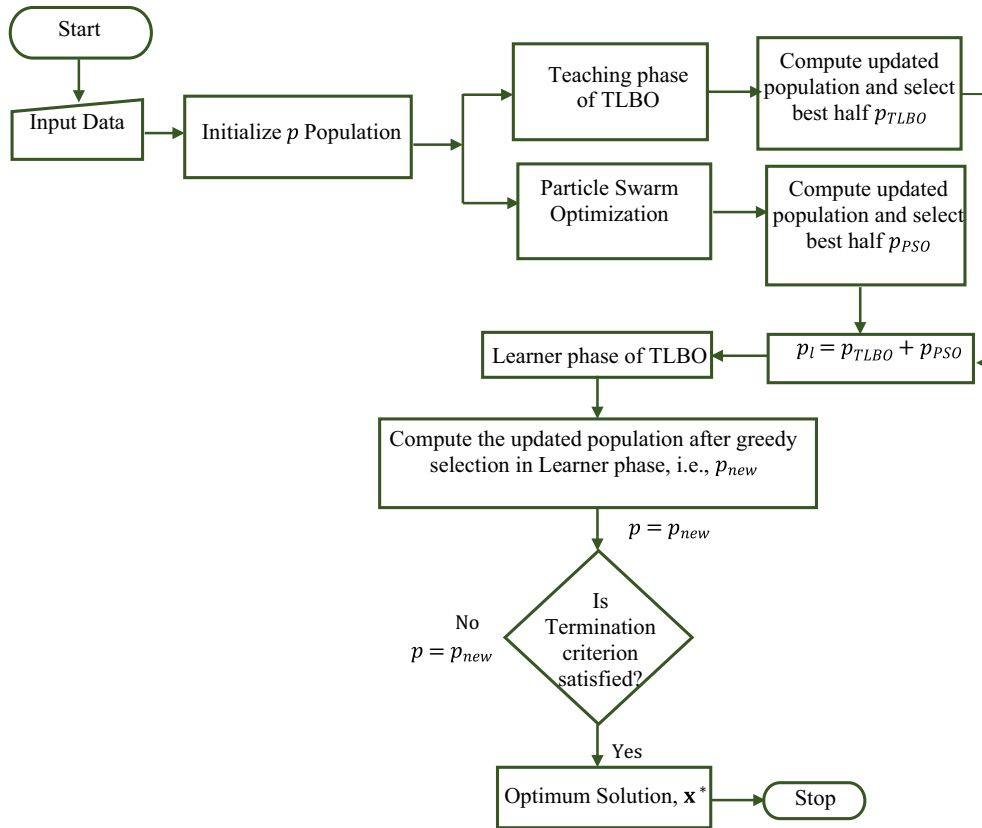 Start
Input Data
Initialize p Population
Teaching phase
of TLBO
Compute updated
population and select
best half p_TLBO
Particle Swarm
Optimization
Compute updated
population and select
best half p_PSO
p_l = p_TLBO + p_PSO
Learner phase of TLBO
Compute the updated population after greedy
selection in Learner phase, i.e., p_new
p = p_new
Is
Termination
criterion
satisfied?
No
p = p_new
Yes
Optimum Solution, x*
Stop